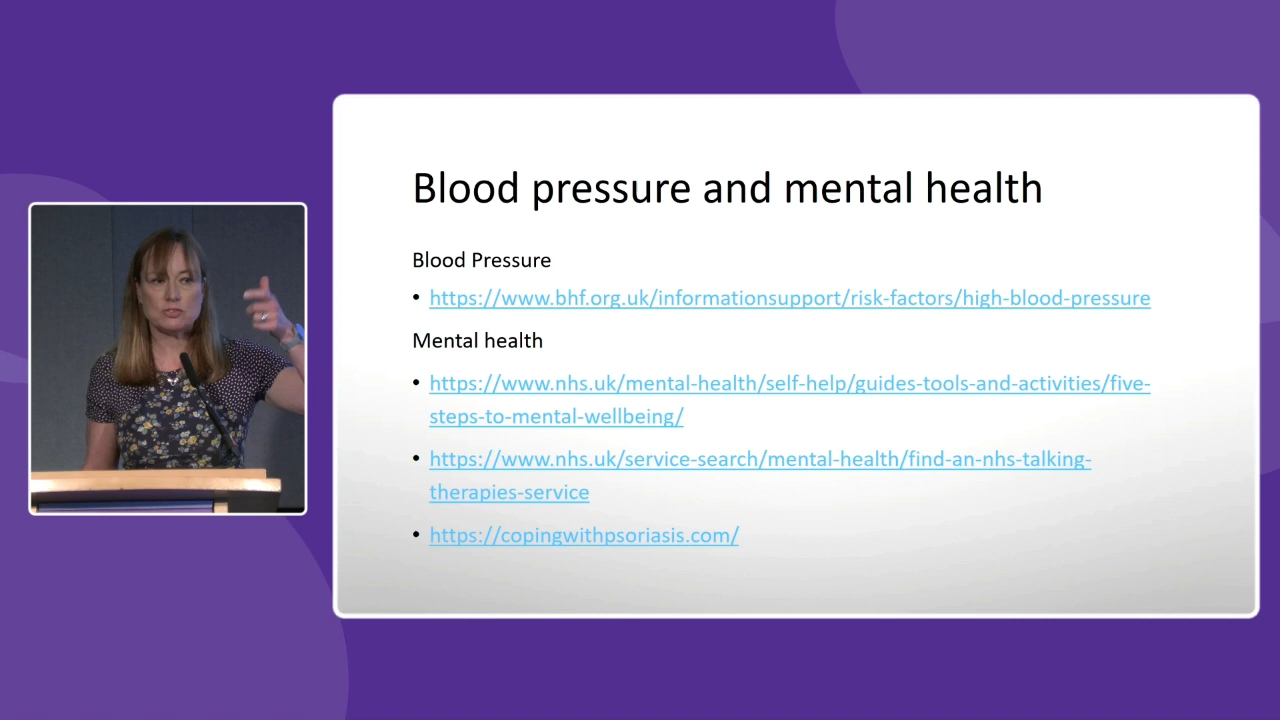 Blood pressure and mental health
Blood Pressure
• https://www.bhf.org.uk/informationsupport/risk-factors/high-blood-pressure
Mental health
• https://www.nhs.uk/mental-health/self-help/guides-tools-and-activities/five-
steps-to-mental-wellbeing/
• https://www.nhs.uk/service-search/mental-health/find-an-nhs-talking-
therapies-service
• https://copingwithpsoriasis.com/